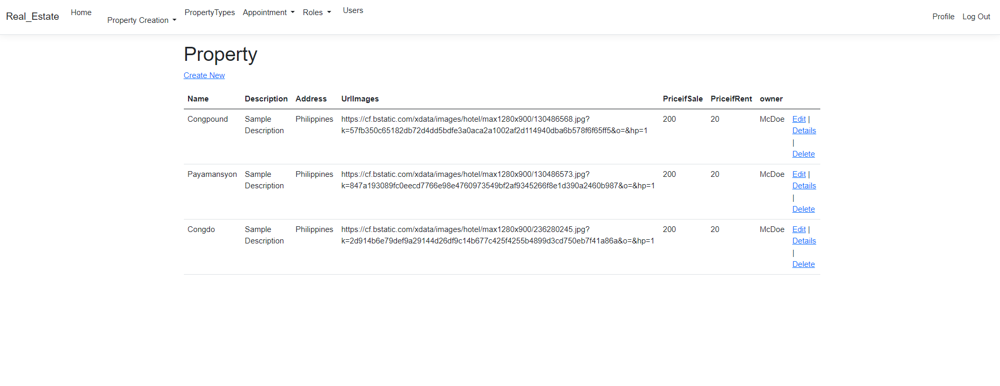 Real_Estate Home Property Creation PropertyTypes Appointment Roles Users Profile Log Out
Property
Create New
Name Description Address UrlImages PriceifSale PriceifRent owner
Congpound Sample Philippines https://cf.bstatic.com/xdata/images/hotel/max1280x900/130486568.jpg? 200 20 McDoe Edit |
Description k=57fb350c65182db72d4dd5bdfe3a0aca2a1002af2d114940dba6b578f6f65ff5&o=&hp=1 Details
|
Delete
Payamansyon Sample Philippines https://cf.bstatic.com/xdata/images/hotel/max1280x900/130486573.jpg? 200 20 McDoe Edit |
Description k=847a193089fc0eecd7766e98e4760973549bf2af9345266f8e1d390a2460b987&o=&hp=1 Details
|
Delete
Congdo Sample Philippines https://cf.bstatic.com/xdata/images/hotel/max1280x900/236280245.jpg? 200 20 McDoe Edit |
Description k=2d914b6e79def9a29144d26df9c14b677c425f4255b4899d3cd750eb7f41a86a&o=&hp=1 Details
|
Delete